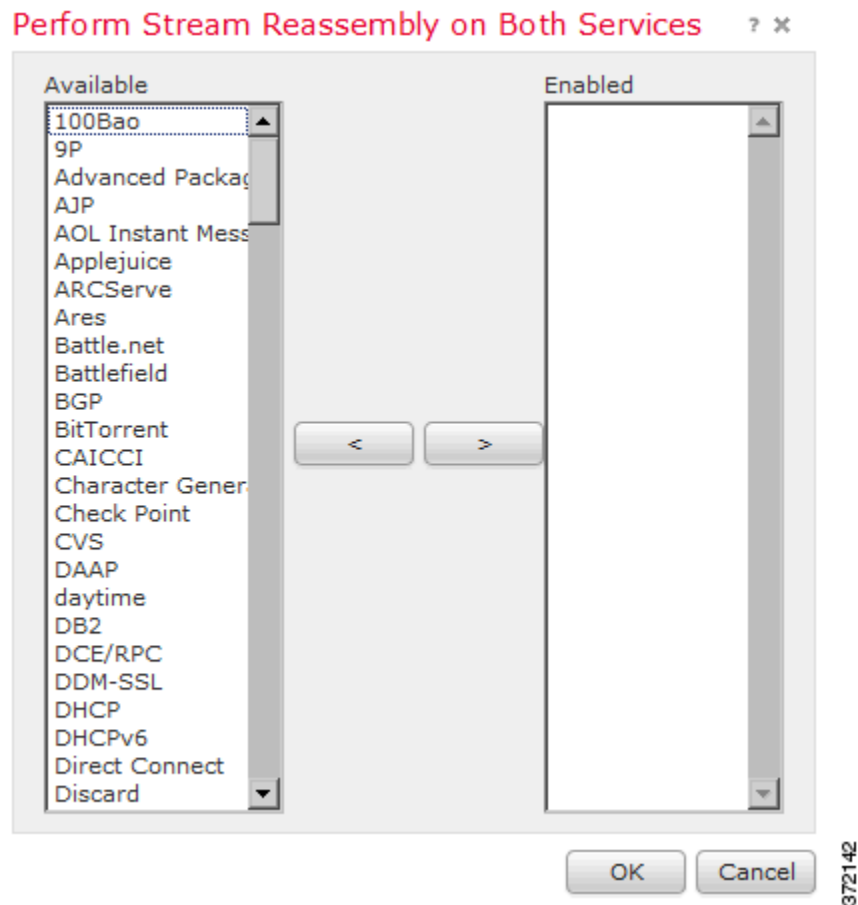 Perform Stream Reassembly on Both Services ? ×
Available
100Bao
9P
Advanced Packag
AJP
AOL Instant Mess
Applejuice
ARCServe
Ares
Battle.net
Battlefield
BGP
BitTorrent
CAICCI
Character Genera
Check Point
CVS
DAAP
daytime
DB2
DCE/RPC
DDM-SSL
DHCP
DHCPv6
Direct Connect
Discard
< >
Enabled
OK Cancel
372142